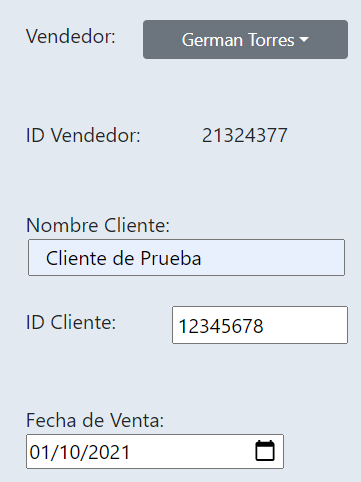 Vendedor: German Torres
ID Vendedor: 21324377
Nombre Cliente:
Cliente de Prueba
ID Cliente: 12345678
Fecha de Venta:
01/10/2021